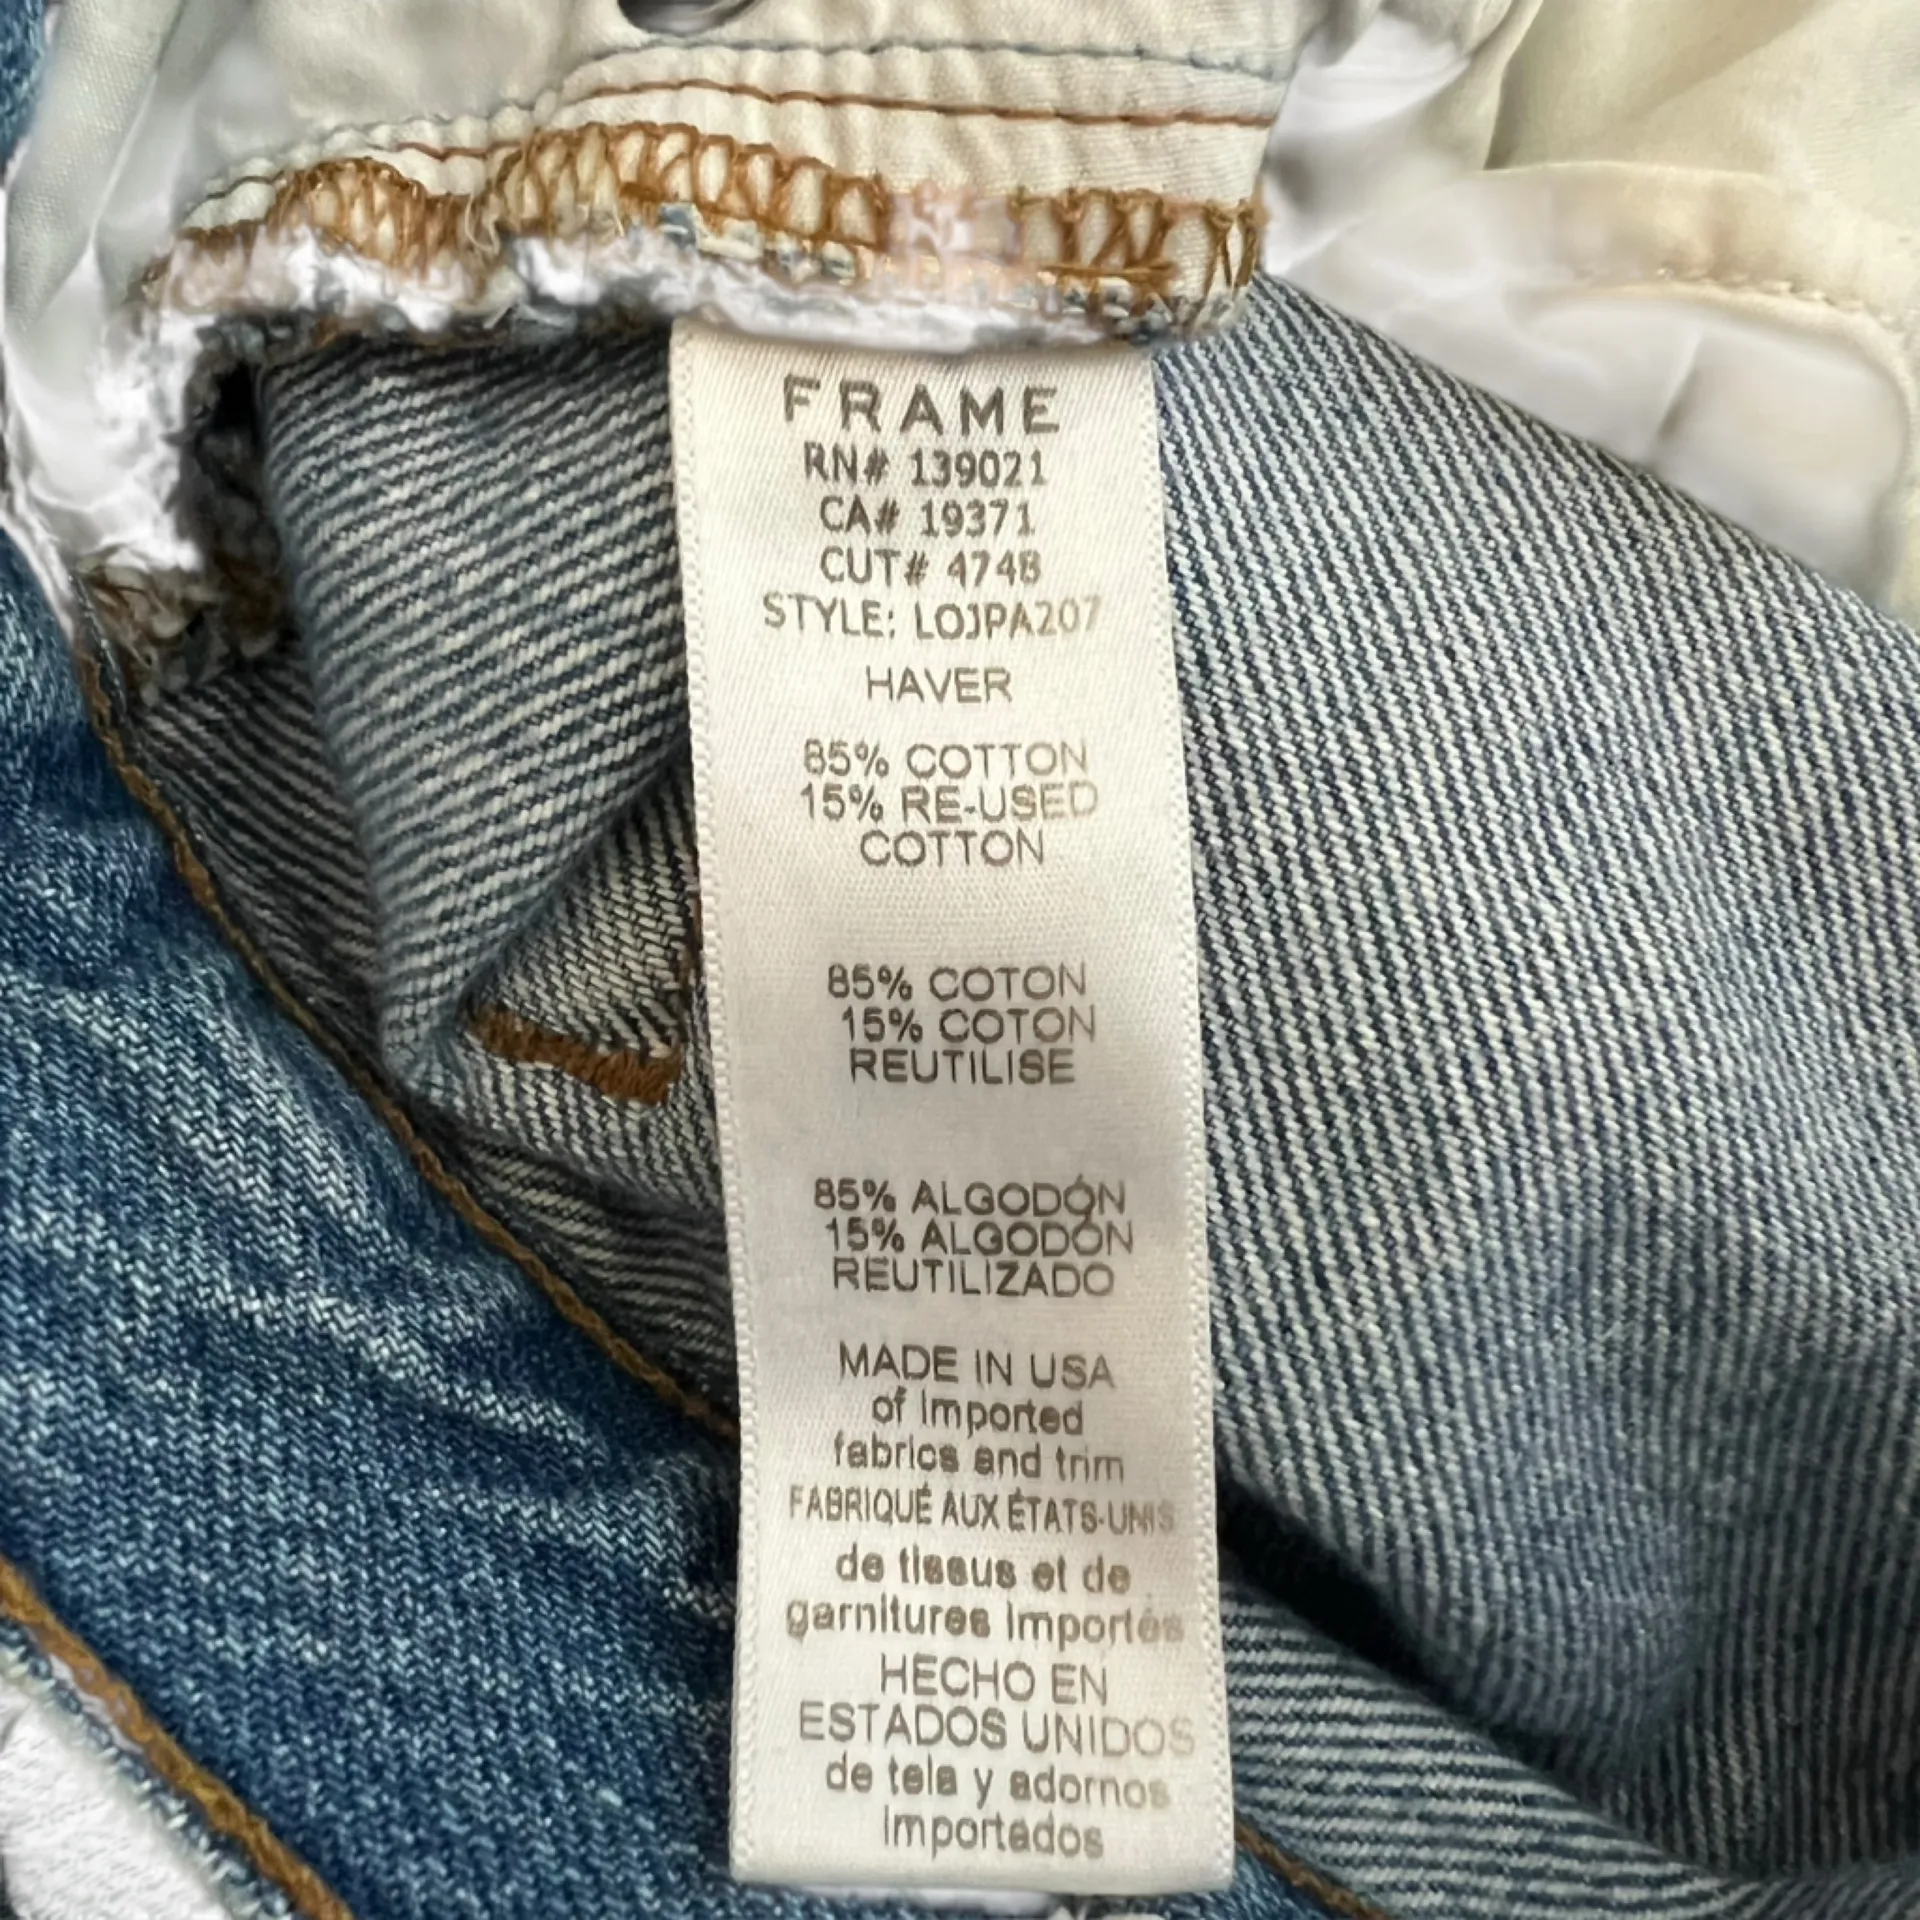 FRAME
RN# 139021
CA# 19371
CUT# 4748
STYLE: LOJPA207
HAVER
85% COTTON
15% RE-USED
COTTON
85% COTON
15% COTON
REUTILISE
85% ALGODÓN
15% ALGODÓN
REUTILIZADO
MADE IN USA
of Imported
fabrics and trim
FABRIQUÉ AUX ÉTATS-UNIS
de tissus et de
garnitures Importés
HECHO EN
ESTADOS UNIDOS
de tela y adornos
Importados